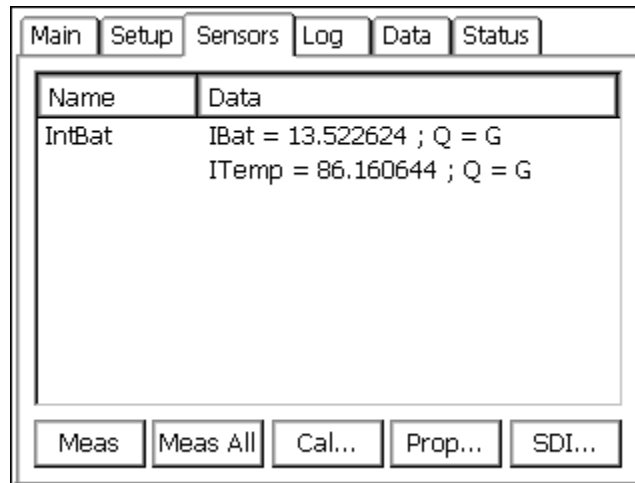 Main Setup Sensors Log Data Status
Name Data
IntBat IBat = 13.522624 ; Q = G
ITemp = 86.160644 ; Q = G
Meas Meas All Cal... Prop... SDI...